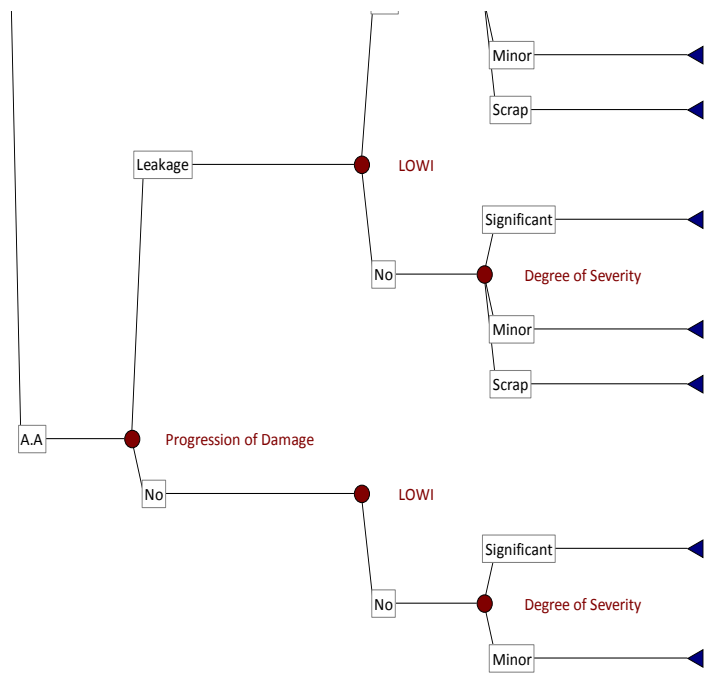 Minor
Scrap
Leakage
LOWI
Significant
No
Degree of Severity
Minor
Scrap
A.A
Progression of Damage
No
LOWI
Significant
No
Degree of Severity
Minor